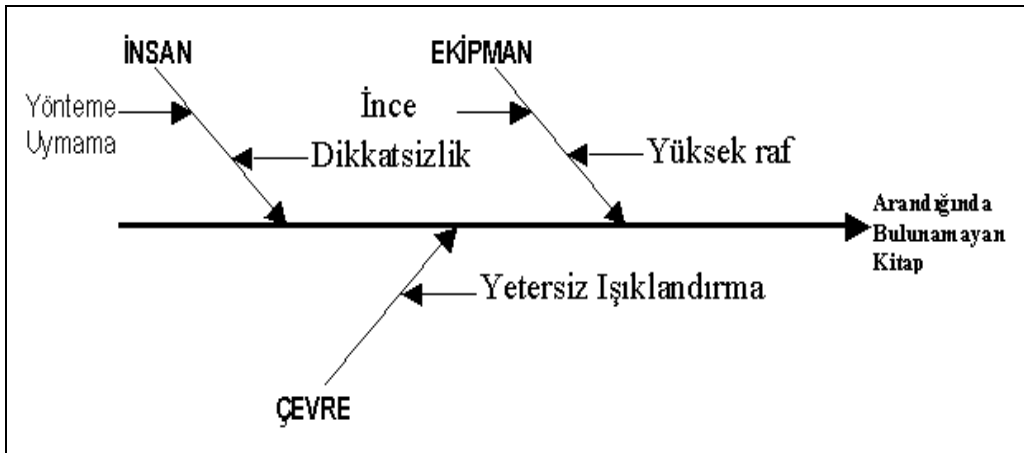 İNSAN
EKİPMAN
Yönteme
Uymama
İnce
Dikkatsizlik
Yüksek raf
Arandığında
Bulunamayan
Kitap
Yetersiz Işıklandırma
ÇEVRE